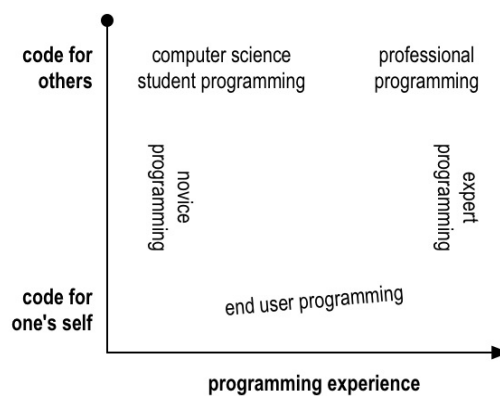 code for
others
computer science
student programming
professional
programming
novice
programming
expert
programming
code for
one's self
end user programming
programming experience